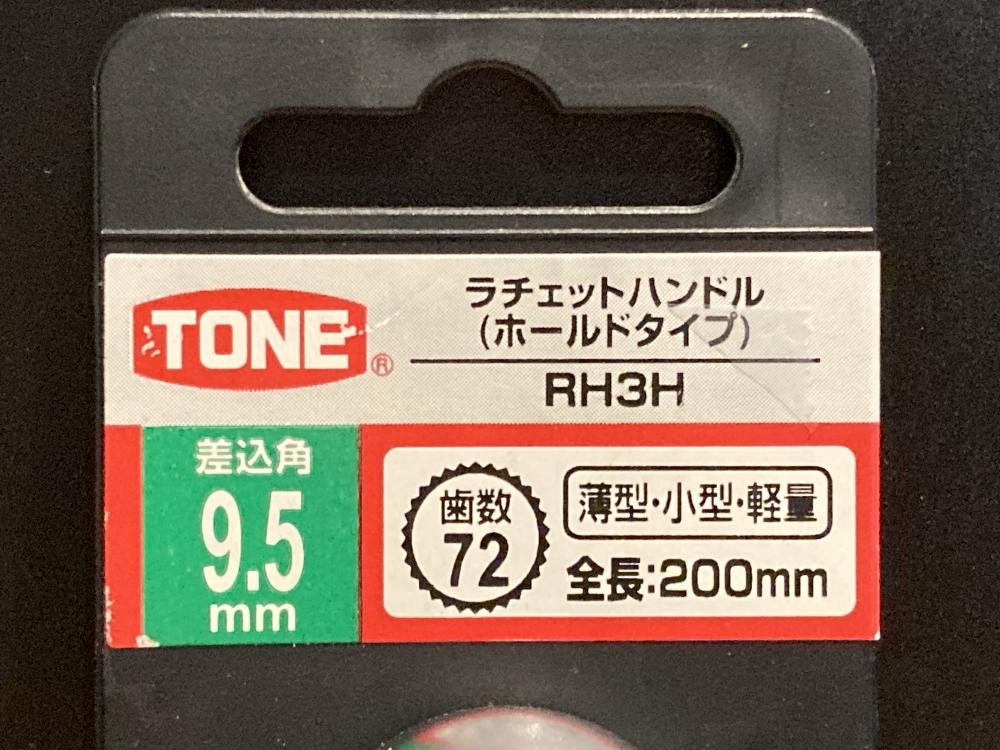 TONE®
ラチェットハンドル
(ホールドタイプ)
RH3H
差込角
9.5
mm
歯数
72
薄型・小型・軽量
全長:200mm